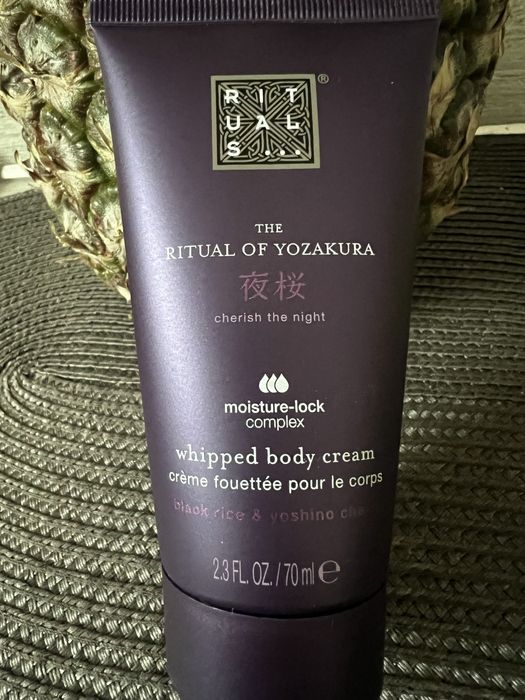 RIT
UAL
S...
®
THE
RITUAL OF YOZAKURA
夜桜
cherish the night
moisture-lock
complex
whipped body cream
crème fouettée pour le corps
black rice & yoshino
2.3 FL. OZ. / 70 ml e